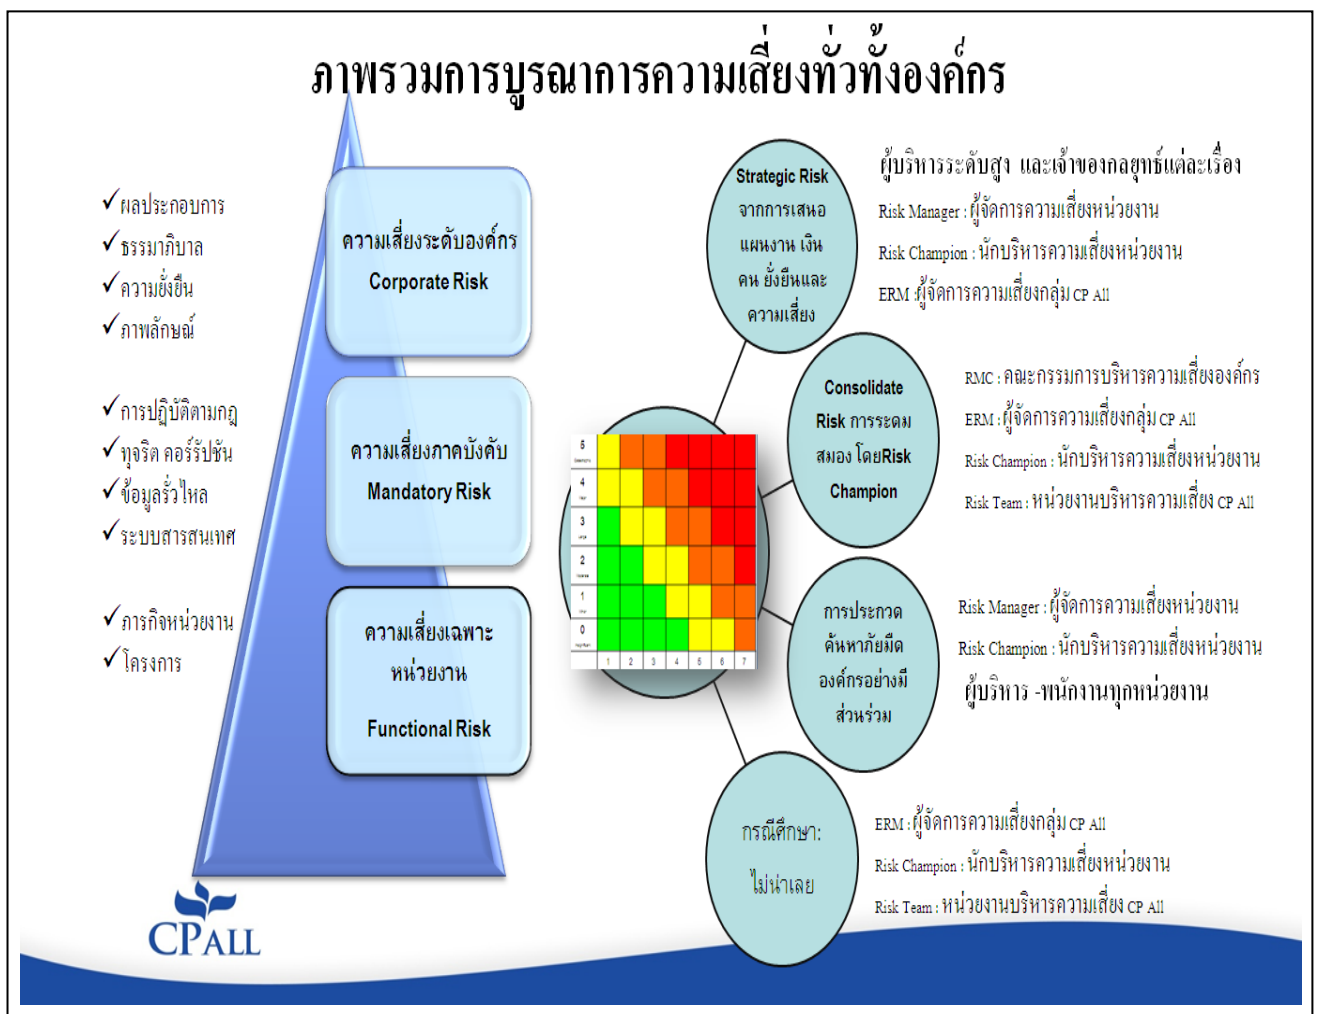 ภาพรวมการบูรณาการความเสี่ยงทั่วทั้งองค์กร
✓ผลประกอบการ
✓ธรรมาภิบาล
✓ความยั่งยืน
✓ภาพลักษณ์
✓การปฏิบัติตามกฎ
✓ทุจริต คอร์รัปชัน
✓ข้อมูลรั่วไหล
✓ระบบสารสนเทศ
✓ภารกิจหน่วยงาน
✓โครงการ
ความเสี่ยงระดับองค์กร
Corporate Risk
ความเสี่ยงภาคบังคับ
Mandatory Risk
ความเสี่ยงเฉพาะ
หน่วยงาน
Functional Risk
5
4
3
2
1
0
1 2 3 4 5 6 7
Strategic Risk
จากการเสนอ
แผนงาน เงิน
คน ยั่งยืนและ
ความเสี่ยง
ผู้บริหารระดับสูง และเจ้าของกลยุทธ์แต่ละเรื่อง
Risk Manager : ผู้จัดการความเสี่ยงหน่วยงาน
Risk Champion : นักบริหารความเสี่ยงหน่วยงาน
ERM :ผู้จัดการความเสี่ยงกลุ่ม CP All
Consolidate
Risk การระดม
สมอง โดยRisk
Champion
RMC : คณะกรรมการบริหารความเสี่ยงองค์กร
ERM : ผู้จัดการความเสี่ยงกลุ่ม CP All
Risk Champion : นักบริหารความเสี่ยงหน่วยงาน
Risk Team : หน่วยงานบริหารความเสี่ยง CP All
การประกวด
ค้นหาภัยมืด
องค์กรอย่างมี
ส่วนร่วม
Risk Manager : ผู้จัดการความเสี่ยงหน่วยงาน
Risk Champion : นักบริหารความเสี่ยงหน่วยงาน
ผู้บริหาร -พนักงานทุกหน่วยงาน
กรณีศึกษา:
ไม่น่าเลย
ERM : ผู้จัดการความเสี่ยงกลุ่ม CP All
Risk Champion : นักบริหารความเสี่ยงหน่วยงาน
Risk Team : หน่วยงานบริหารความเสี่ยง CP All
CPALL